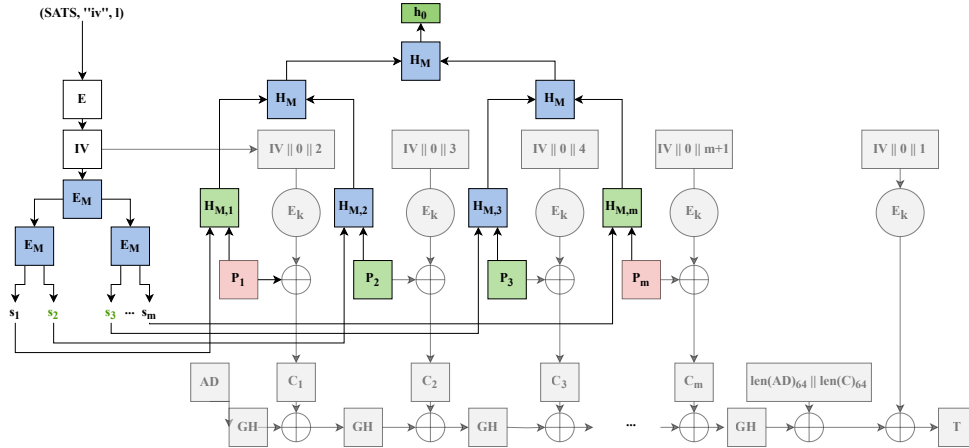 (SATS, "iv", l)
h0
HM
E
HM
HM
IV
IV || 0 || 2
IV || 0 || 3
IV || 0 || 4
IV || 0 || m+1
IV || 0 || 1
EM
HM,1
Ek
HM,2
Ek
HM,3
Ek
HM,m
Ek
Ek
EM
EM
P1
P2
P3
Pm
s1
s2
s3
...
sm
AD
C1
C2
C3
Cm
len(AD)64 || len(C)64
GH
GH
GH
...
GH
T